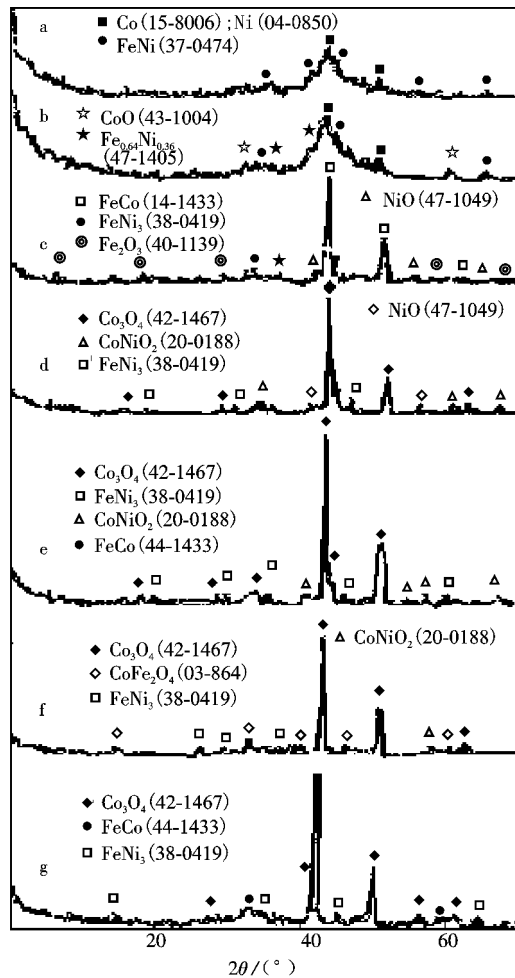 a
■ Co (15-8006) ; Ni (04-0850)
● FeNi (37-0474)
b
☆ CoO (43-1004)
★ Fe₀.₆₄Ni₀.₃₆
(47-1405)
c
□ FeCo (14-1433)
● FeNi₃ (38-0419)
◎ Fe₂O₃ (40-1139)
△ NiO (47-1049)
d
◆ Co₃O₄ (42-1467)
△ CoNiO₂ (20-0188)
□ FeNi₃ (38-0419)
◇ NiO (47-1049)
e
◆ Co₃O₄ (42-1467)
□ FeNi₃ (38-0419)
△ CoNiO₂ (20-0188)
● FeCo (44-1433)
f
◆ Co₃O₄ (42-1467)
◇ CoFe₂O₄ (03-864)
□ FeNi₃ (38-0419)
△ CoNiO₂ (20-0188)
g
◆ Co₃O₄ (42-1467)
● FeCo (44-1433)
□ FeNi₃ (38-0419)
20 40 60
2θ/(°)